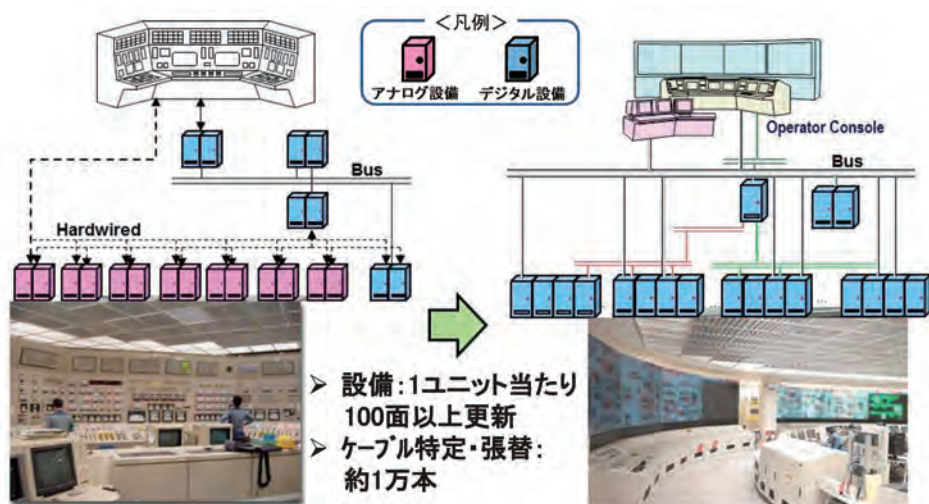 <凡例>
アナログ設備
デジタル設備
Bus
Hardwired
Operator Console
Bus
➢ 設備:1ユニット当たり
100面以上更新
➢ ケーブル特定・張替:
約1万本